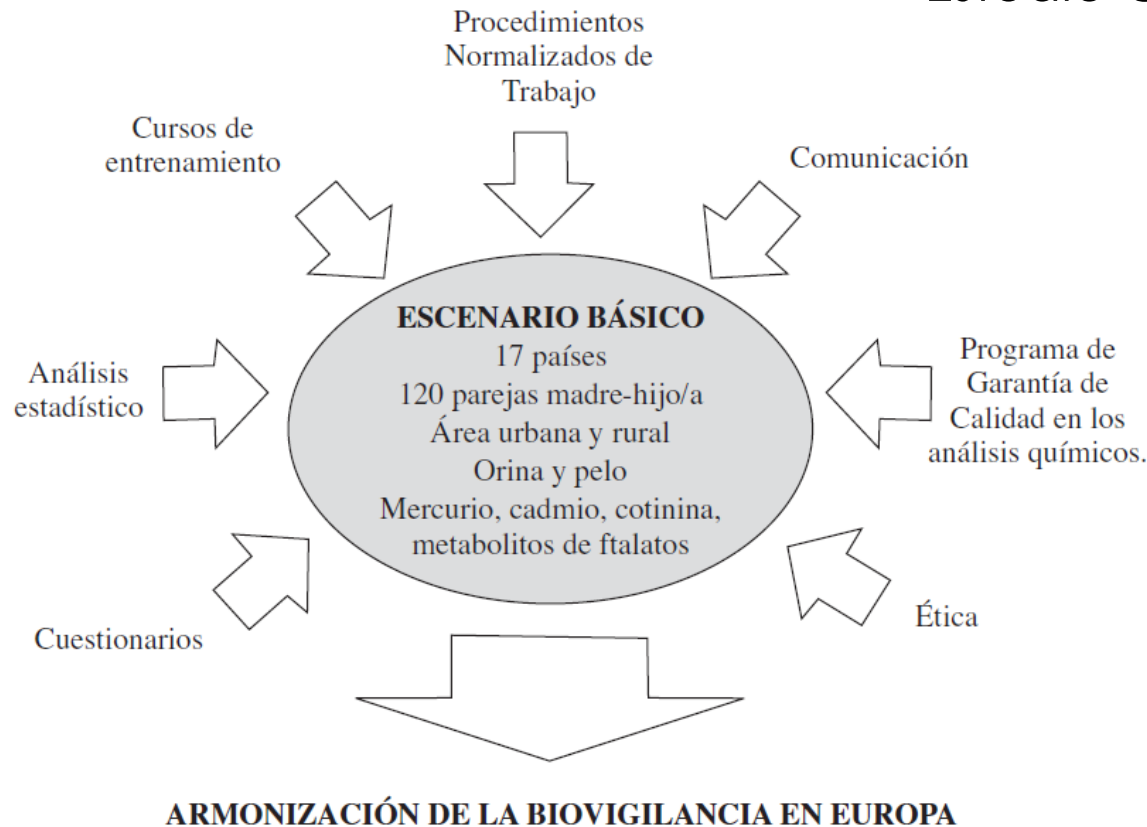 Procedimientos
Normalizados de
Trabajo
Cursos de
entrenamiento
Comunicación
ESCENARIO BÁSICO
17 países
120 parejas madre-hijo/a
Área urbana y rural
Orina y pelo
Mercurio, cadmio, cotinina,
metabolitos de ftalatos
Análisis
estadístico
Programa de
Garantía de
Calidad en los
análisis químicos.
Cuestionarios
Ética
ARMONIZACIÓN DE LA BIOVIGILANCIA EN EUROPA